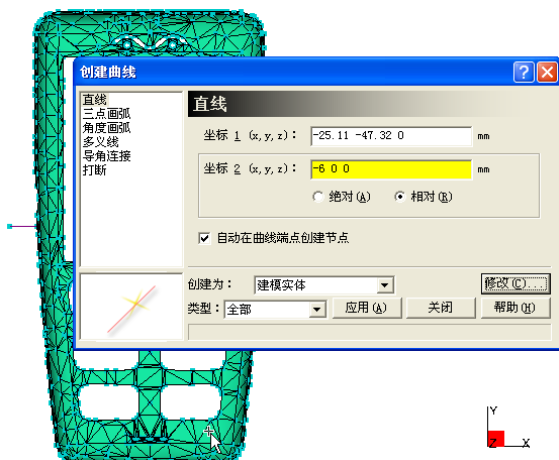 创建曲线
直线
三点画弧
角度画弧
多义线
导角连接
打断
直线
坐标 1 (x, y, z): -25.11 -47.32 0 mm
坐标 2 (x, y, z): -6 0 0 mm
绝对(A) 相对(R)
自动在曲线端点创建节点
创建为: 建模实体 修改(C)...
类型: 全部 应用(A) 关闭 帮助(H)
Y
Z X